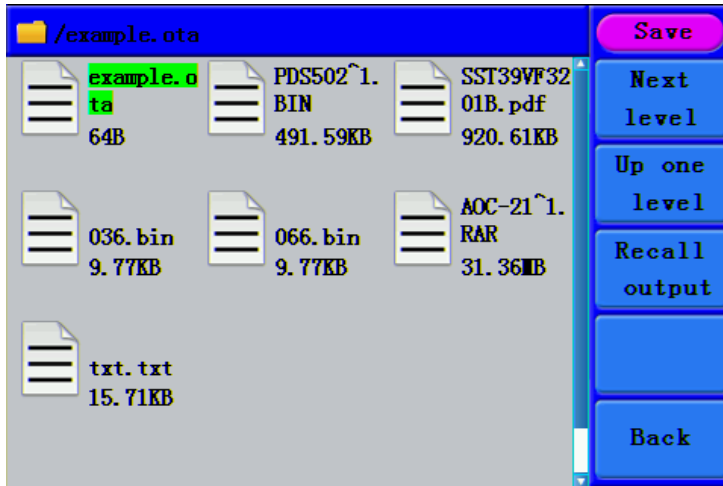 /example.ota
Save
example.o
ta
64B
PDS502~1.
BIN
491.59KB
SST39VF32
01B.pdf
920.61KB
036.bin
9.77KB
066.bin
9.77KB
AOC-21~1.
RAR
31.36MB
txt.txt
15.71KB
Next
level
Up one
level
Recall
output
Back